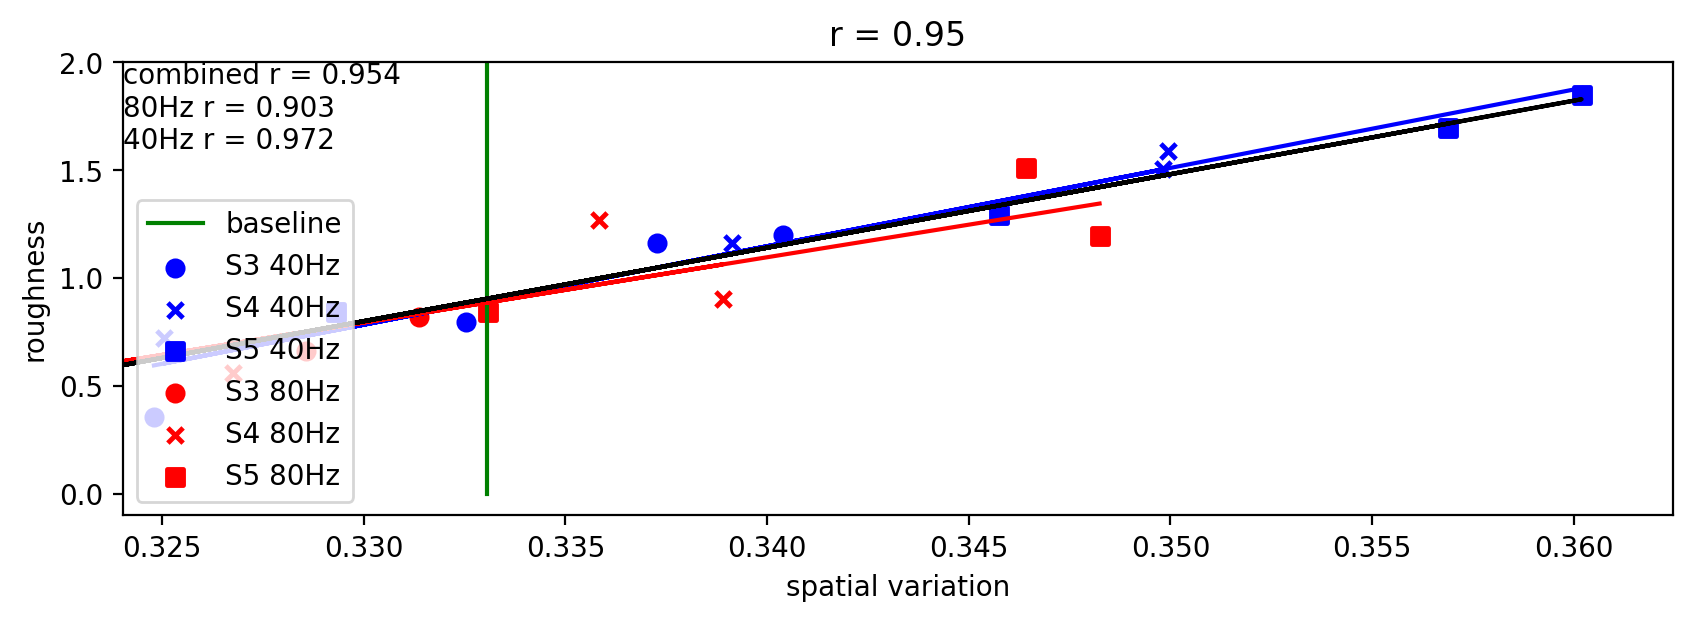 r = 0.95
combined r = 0.954
80Hz r = 0.903
40Hz r = 0.972
2.0
1.5
1.0
0.5
0.0
roughness
baseline
S3 40Hz
S4 40Hz
S5 40Hz
S3 80Hz
S4 80Hz
S5 80Hz
0.325 0.330 0.335 0.340 0.345 0.350 0.355 0.360
spatial variation